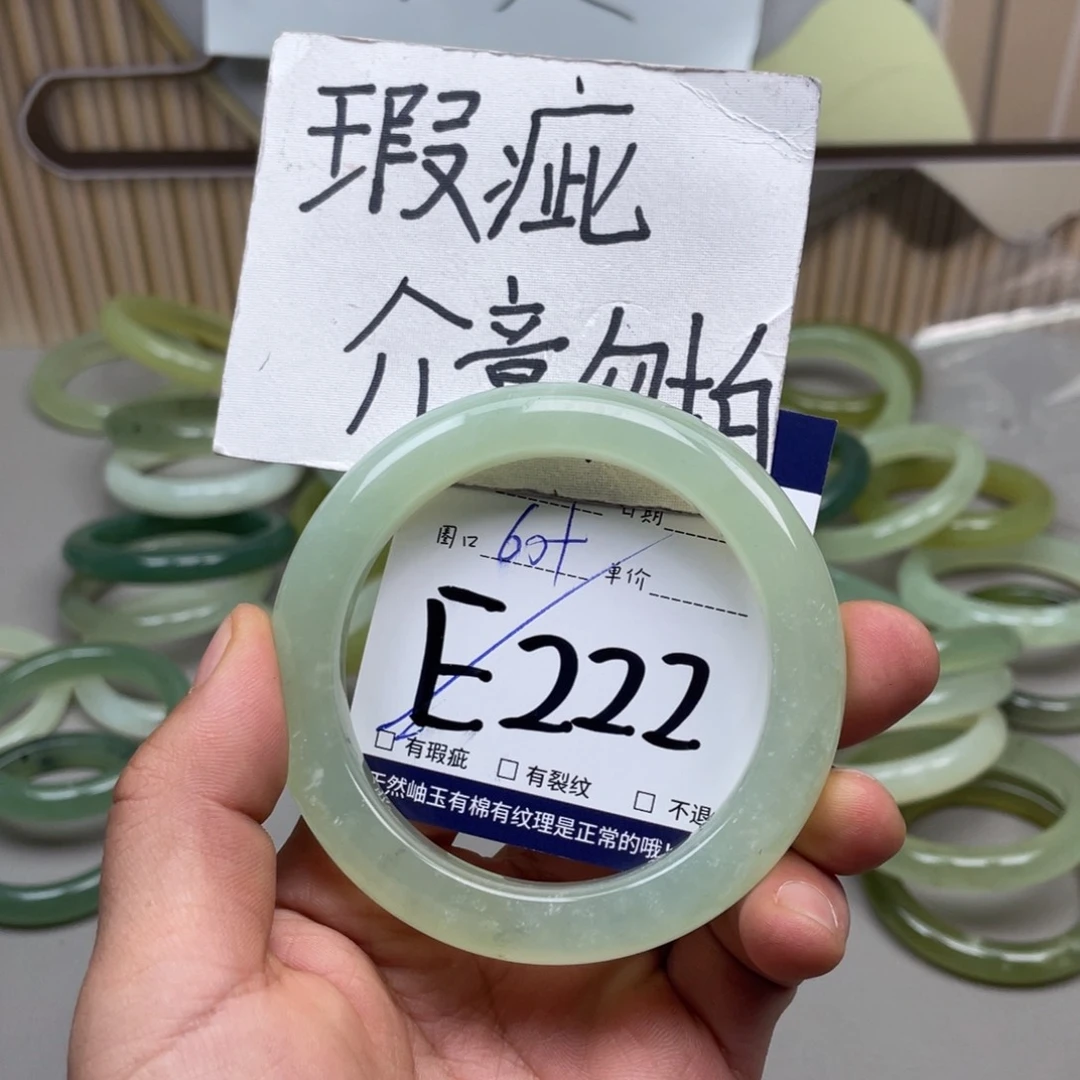 瑕疵
介意勿拍
日期
圈口 60+ 单价
E222
□ 有瑕疵 □ 有裂纹 □ 不退
天然岫玉有棉有纹理是正常的哦!